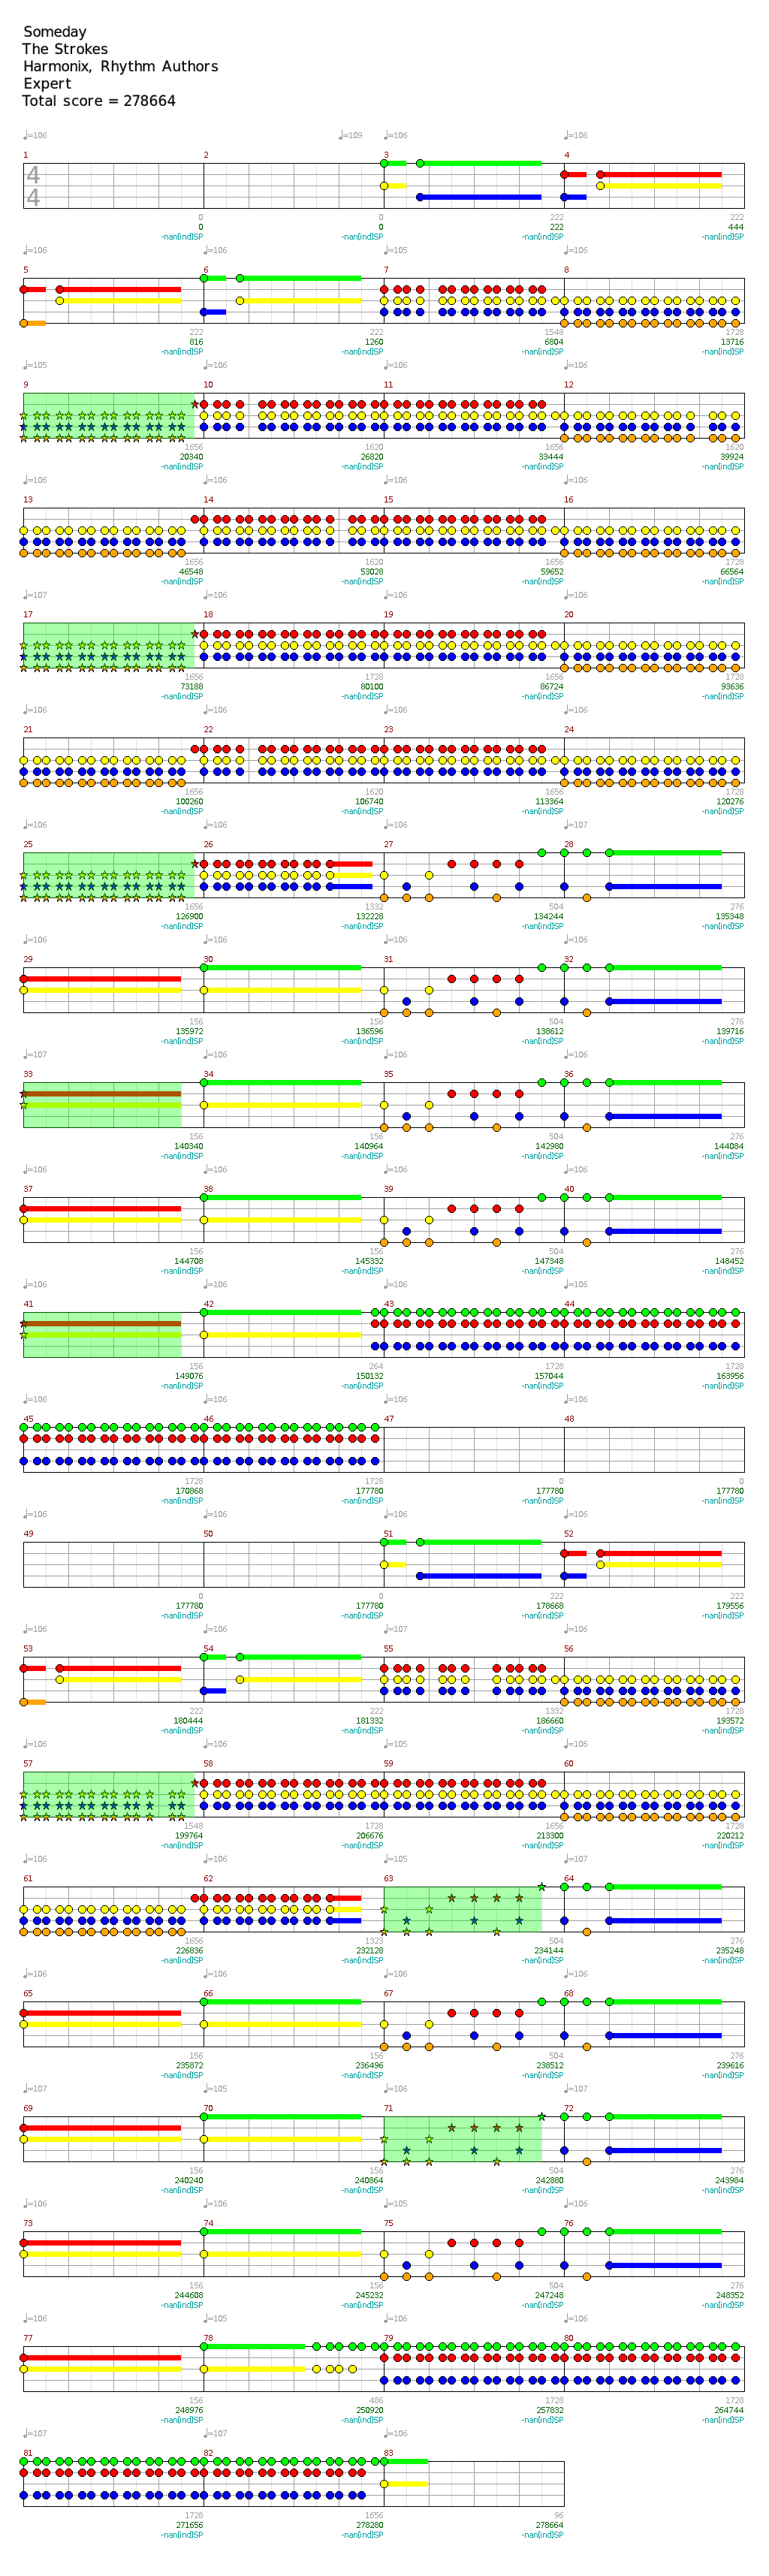 Someday
The Strokes
Harmonix, Rhythm Authors
Expert
Total score = 278664
♩=106 ♩=109 ♩=106 ♩=106
1 2 3 4
4
4
0 0 222 222
0 0 222 444
-nan(ind)SP -nan(ind)SP -nan(ind)SP -nan(ind)SP
♩=106 ♩=106 ♩=105
5 6 7 8
222 222 1548 1728
816 1260 6804 13716
-nan(ind)SP -nan(ind)SP -nan(ind)SP -nan(ind)SP
♩=105 ♩=106 ♩=106 ♩=106
9 10 11 12
1656 1620 1656 1620
20340 26820 33444 39924
-nan(ind)SP -nan(ind)SP -nan(ind)SP -nan(ind)SP
♩=106 ♩=106 ♩=106 ♩=106
13 14 15 16
1656 1620 1656 1728
46548 53028 59652 66564
-nan(ind)SP -nan(ind)SP -nan(ind)SP -nan(ind)SP
♩=107 ♩=106 ♩=106 ♩=106
17 18 19 20
1656 1728 1656 1728
73188 80100 86724 93636
-nan(ind)SP -nan(ind)SP -nan(ind)SP -nan(ind)SP
♩=106 ♩=106 ♩=106 ♩=106
21 22 23 24
1656 1620 1656 1728
100260 106740 113364 120276
-nan(ind)SP -nan(ind)SP -nan(ind)SP -nan(ind)SP
♩=106 ♩=106 ♩=106 ♩=107
25 26 27 28
1656 1332 504 276
126900 132228 134244 135348
-nan(ind)SP -nan(ind)SP -nan(ind)SP -nan(ind)SP
♩=106 ♩=106 ♩=106 ♩=106
29 30 31 32
156 156 504 276
135972 136596 138612 139716
-nan(ind)SP -nan(ind)SP -nan(ind)SP -nan(ind)SP
♩=107 ♩=106 ♩=106 ♩=106
33 34 35 36
156 156 504 276
140340 140964 142980 144084
-nan(ind)SP -nan(ind)SP -nan(ind)SP -nan(ind)SP
♩=106 ♩=106 ♩=106 ♩=106
37 38 39 40
156 156 504 276
144708 145332 147348 148452
-nan(ind)SP -nan(ind)SP -nan(ind)SP -nan(ind)SP
♩=106 ♩=106 ♩=106 ♩=106
41 42 43 44
156 264 1728 1728
149076 150132 157044 163956
-nan(ind)SP -nan(ind)SP -nan(ind)SP -nan(ind)SP
♩=106 ♩=106 ♩=106 ♩=106
45 46 47 48
1728 1728 0 0
170868 177780 177780 177780
-nan(ind)SP -nan(ind)SP -nan(ind)SP -nan(ind)SP
♩=106 ♩=106 ♩=106
49 50 51 52
0 0 222 222
177780 177780 178668 179556
-nan(ind)SP -nan(ind)SP -nan(ind)SP -nan(ind)SP
♩=106 ♩=106 ♩=107 ♩=106
53 54 55 56
222 222 1332 1728
180444 181332 186660 193572
-nan(ind)SP -nan(ind)SP -nan(ind)SP -nan(ind)SP
♩=106 ♩=106 ♩=105 ♩=106
57 58 59 60
1548 1728 1656 1728
199764 206676 213300 220212
-nan(ind)SP -nan(ind)SP -nan(ind)SP -nan(ind)SP
♩=106 ♩=106 ♩=105 ♩=107
61 62 63 64
1656 1323 504 276
226836 232128 234144 235248
-nan(ind)SP -nan(ind)SP -nan(ind)SP -nan(ind)SP
♩=106 ♩=106 ♩=106 ♩=106
65 66 67 68
156 156 504 276
235872 236496 238512 239616
-nan(ind)SP -nan(ind)SP -nan(ind)SP -nan(ind)SP
♩=107 ♩=105 ♩=106 ♩=107
69 70 71 72
156 156 504 276
240240 240864 242880 243984
-nan(ind)SP -nan(ind)SP -nan(ind)SP -nan(ind)SP
♩=106 ♩=106 ♩=105 ♩=106
73 74 75 76
156 156 504 276
244608 245232 247248 248352
-nan(ind)SP -nan(ind)SP -nan(ind)SP -nan(ind)SP
♩=106 ♩=105 ♩=106 ♩=106
77 78 79 80
156 486 1728 1728
248976 250920 257832 264744
-nan(ind)SP -nan(ind)SP -nan(ind)SP -nan(ind)SP
♩=107 ♩=107 ♩=106
81 82 83
1728 1656 96
271656 278280 278664
-nan(ind)SP -nan(ind)SP -nan(ind)SP